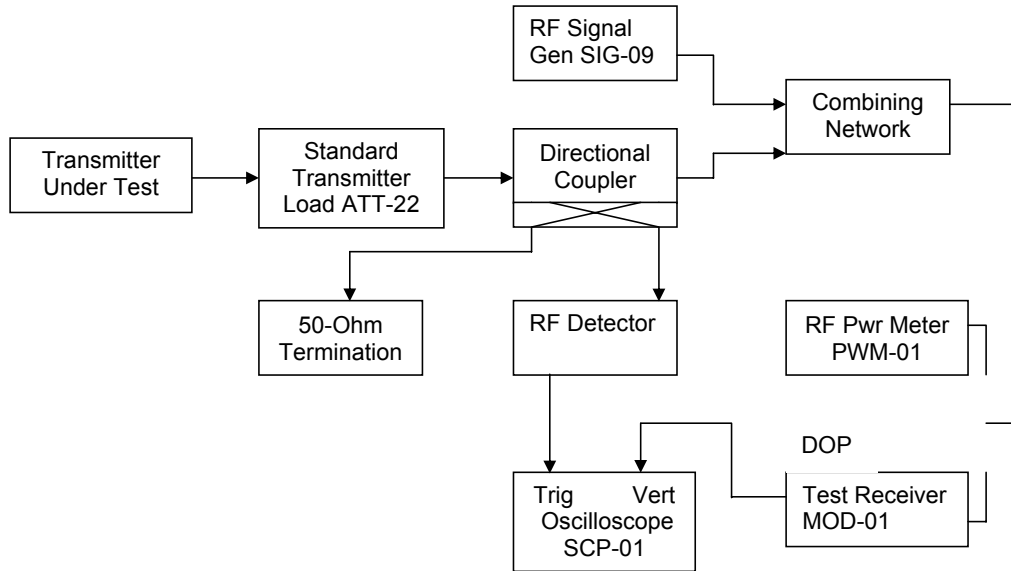 RF Signal
Gen SIG-09
Combining
Network
Transmitter
Under Test
Standard
Transmitter
Load ATT-22
Directional
Coupler
50-Ohm
Termination
RF Detector
RF Pwr Meter
PWM-01
DOP
Trig Vert
Oscilloscope
SCP-01
Test Receiver
MOD-01